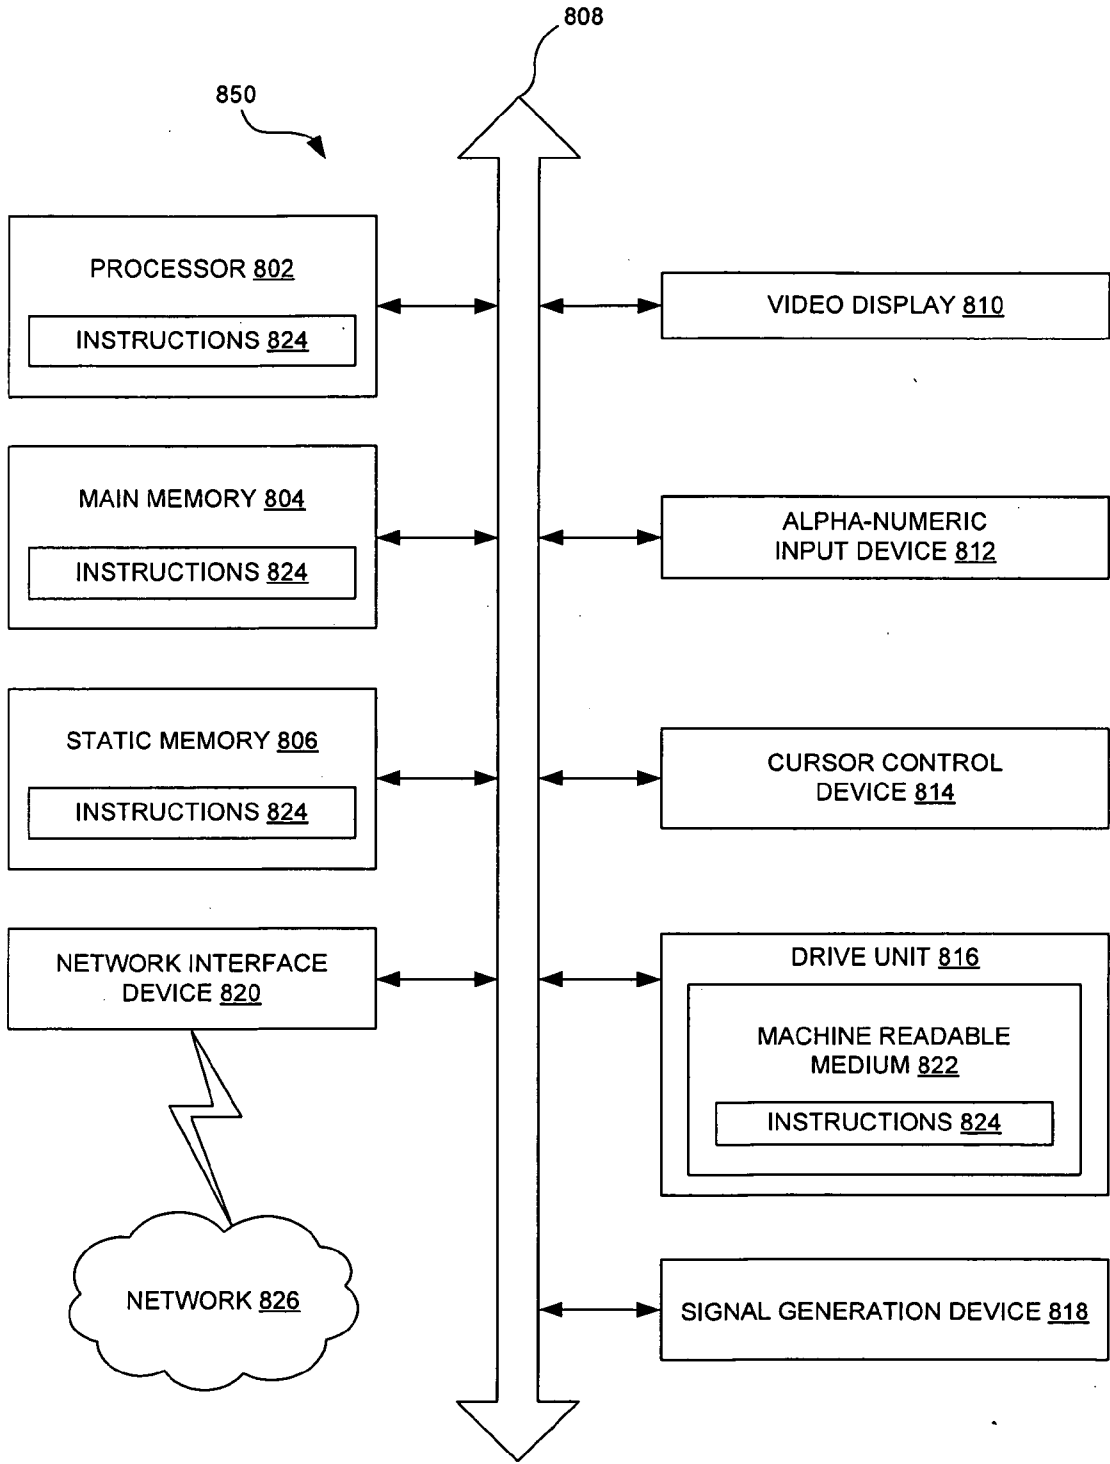 808
850
PROCESSOR 802
INSTRUCTIONS 824
MAIN MEMORY 804
INSTRUCTIONS 824
STATIC MEMORY 806
INSTRUCTIONS 824
NETWORK INTERFACE
DEVICE 820
NETWORK 826
VIDEO DISPLAY 810
ALPHA-NUMERIC
INPUT DEVICE 812
CURSOR CONTROL
DEVICE 814
DRIVE UNIT 816
MACHINE READABLE
MEDIUM 822
INSTRUCTIONS 824
SIGNAL GENERATION DEVICE 818